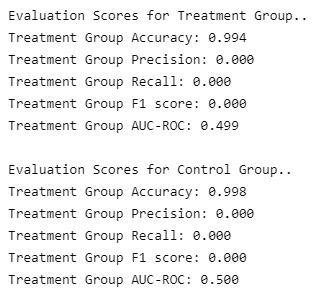 Evaluation Scores for Treatment Group..
Treatment Group Accuracy: 0.994
Treatment Group Precision: 0.000
Treatment Group Recall: 0.000
Treatment Group F1 score: 0.000
Treatment Group AUC-ROC: 0.499
Evaluation Scores for Control Group..
Treatment Group Accuracy: 0.998
Treatment Group Precision: 0.000
Treatment Group Recall: 0.000
Treatment Group F1 score: 0.000
Treatment Group AUC-ROC: 0.500